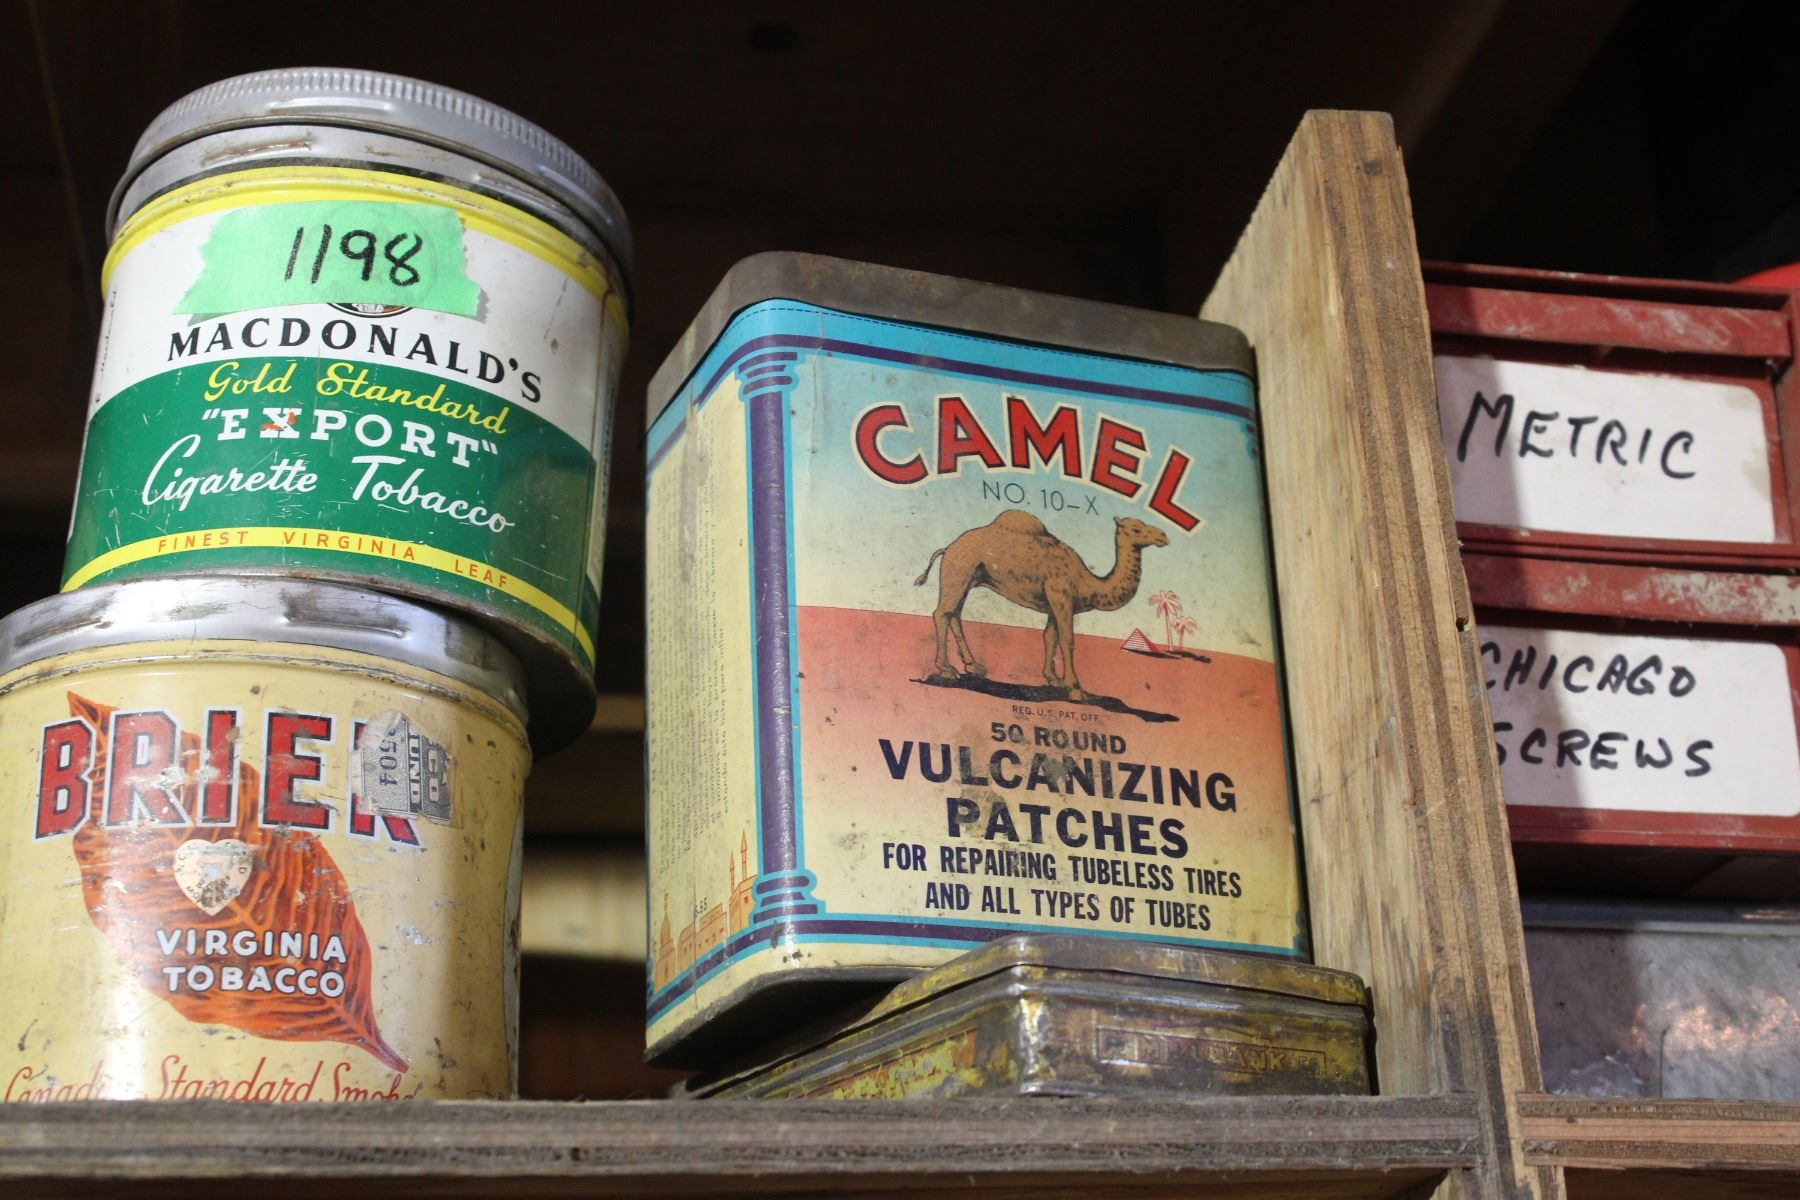 1198
MACDONALD'S
Gold Standard
"EXPORT"
Cigarette Tobacco
FINEST VIRGINIA LEAF
BRIER
VIRGINIA
TOBACCO
Standard
CAMEL
NO. 10-X
REG. U.S. PAT. OFF.
50 ROUND
VULCANIZING
PATCHES
FOR REPAIRING TUBELESS TIRES
AND ALL TYPES OF TUBES
METRIC
CHICAGO
SCREWS